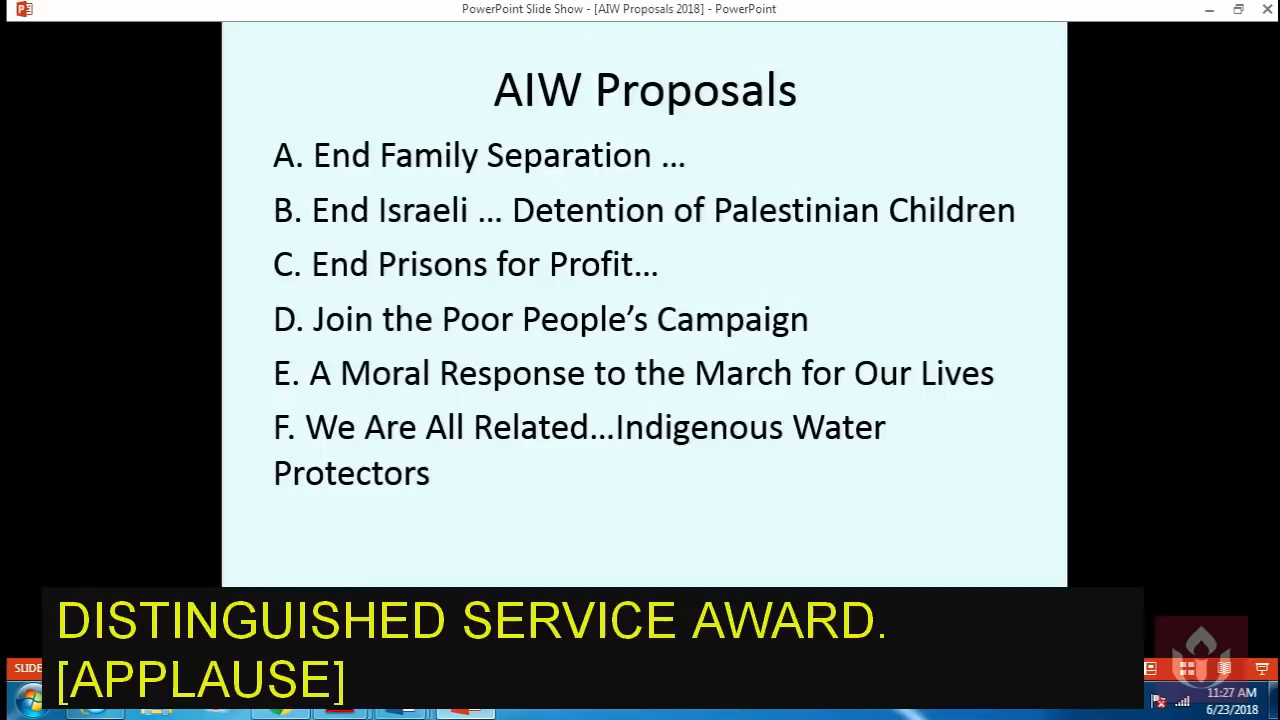 PowerPoint Slide Show - [AIW Proposals 2018] - PowerPoint
AIW Proposals
A. End Family Separation ...
B. End Israeli ... Detention of Palestinian Children
C. End Prisons for Profit...
D. Join the Poor People’s Campaign
E. A Moral Response to the March for Our Lives
F. We Are All Related...Indigenous Water
Protectors
DISTINGUISHED SERVICE AWARD.
[APPLAUSE]
SLIDE
11:27 AM
6/23/2018